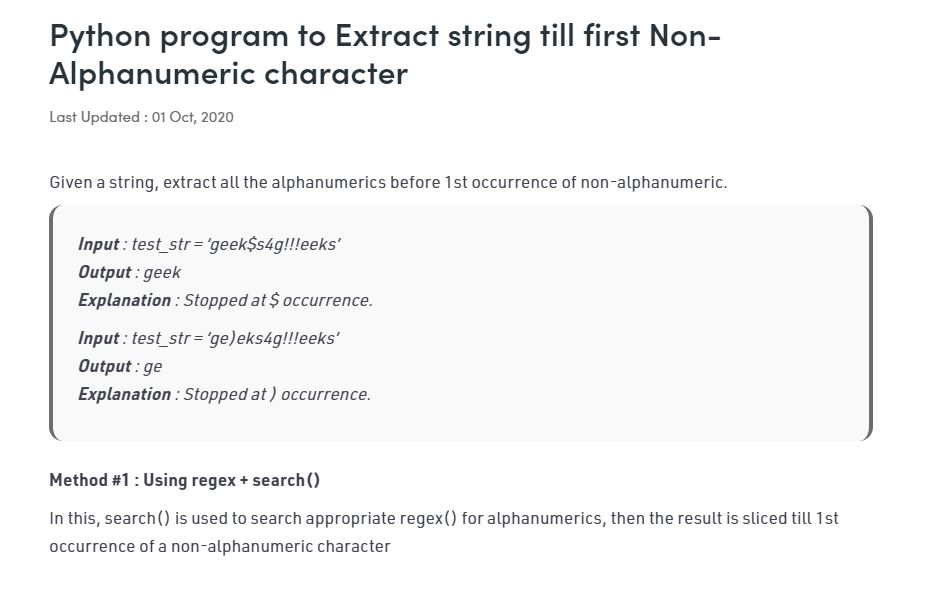 Python program to Extract string till first Non-
Alphanumeric character
Last Updated : 01 Oct, 2020
Given a string, extract all the alphanumerics before 1st occurrence of non-alphanumeric.
Input : test_str = ‘geek$s4g!!!eeks’
Output : geek
Explanation : Stopped at $ occurrence.
Input : test_str = ‘ge)eks4g!!!eeks’
Output : ge
Explanation : Stopped at ) occurrence.
Method #1 : Using regex + search()
In this, search() is used to search appropriate regex() for alphanumerics, then the result is sliced till 1st
occurrence of a non-alphanumeric character